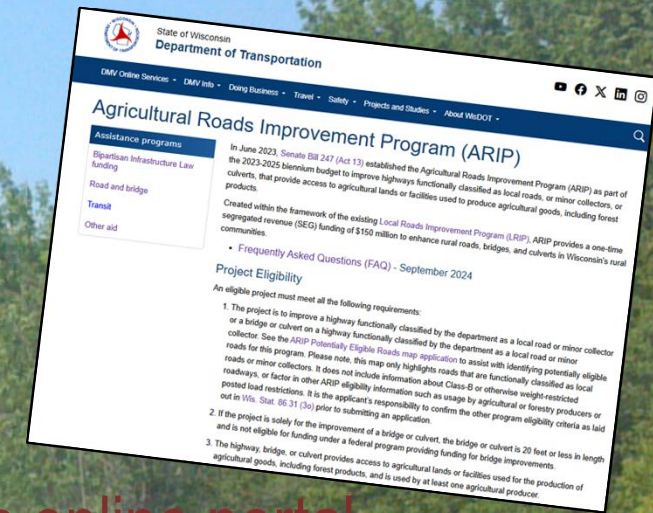 State of Wisconsin
Department of Transportation
DMV Online Services DMV Info Doing Business Travel Safety Projects and Studies About WisDOT
Agricultural Roads Improvement Program (ARIP)
Assistance programs
Bipartisan Infrastructure Law
funding
Road and bridge
Transit
Other aid
In June 2023, Senate Bill 247 (Act 13) established the Agricultural Roads Improvement Program (ARIP) as part of
the 2023-2025 biennium budget to improve highways functionally classified as local roads, or minor collectors, or
culverts, that provide access to agricultural lands or facilities used to produce agricultural goods, including forest
products.
Created within the framework of the existing Local Roads Improvement Program (LRIP), ARIP provides a one-time
segregated revenue (SEG) funding of $150 million to enhance rural roads, bridges, and culverts in Wisconsin's rural
communities.
• Frequently Asked Questions (FAQ) - September 2024
Project Eligibility
An eligible project must meet all the following requirements:
1. The project is to improve a highway functionally classified by the department as a local road or minor collector
or a bridge or culvert on a highway functionally classified by the department as a local road or minor
collector. See the ARIP Potentially Eligible Roads map application to assist with identifying potentially eligible
roads for this program. Please note, this map only highlights roads that are functionally classified as local
roads or minor collectors. It does not include information about Class-B or otherwise weight-restricted
roadways, or factor in other ARIP eligibility information such as usage by agricultural or forestry producers or
posted load restrictions. It is the applicant's responsibility to confirm the other program eligibility criteria as laid
out in Wis. Stat. 86.31 (3o) prior to submitting an application.
2. If the project is solely for the improvement of a bridge or culvert, the bridge or culvert is 20 feet or less in length
and is not eligible for funding under a federal program providing funding for bridge improvements.
3. The highway, bridge, or culvert provides access to agricultural lands or facilities used for the production of
agricultural goods, including forest products, and is used by at least one agricultural producer.
online portal